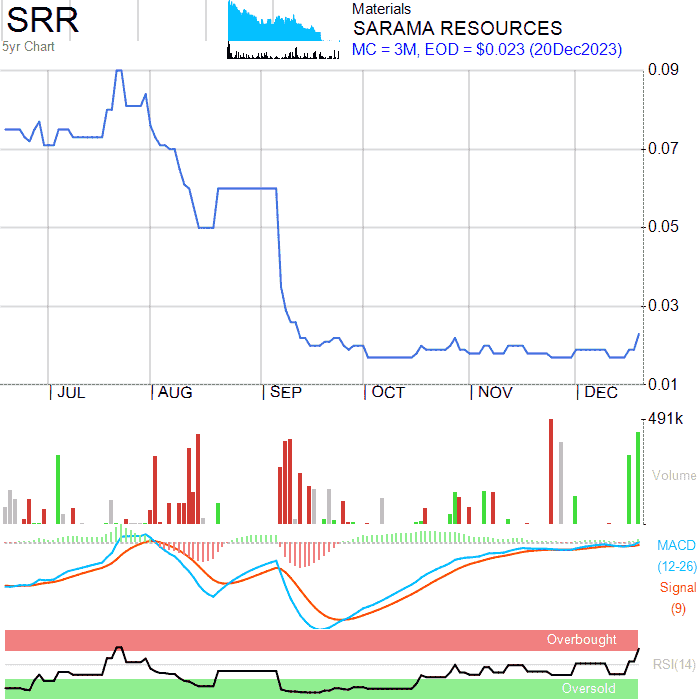 SRR
5yr Chart
Materials
SARAMA RESOURCES
MC = 3M, EOD = $0.023 (20Dec2023)
0.09
0.07
0.05
0.03
0.01
JUL AUG SEP OCT NOV DEC
491k
Volume
MACD
(12-26)
Signal
(9)
Overbought
RSI(14)
Oversold